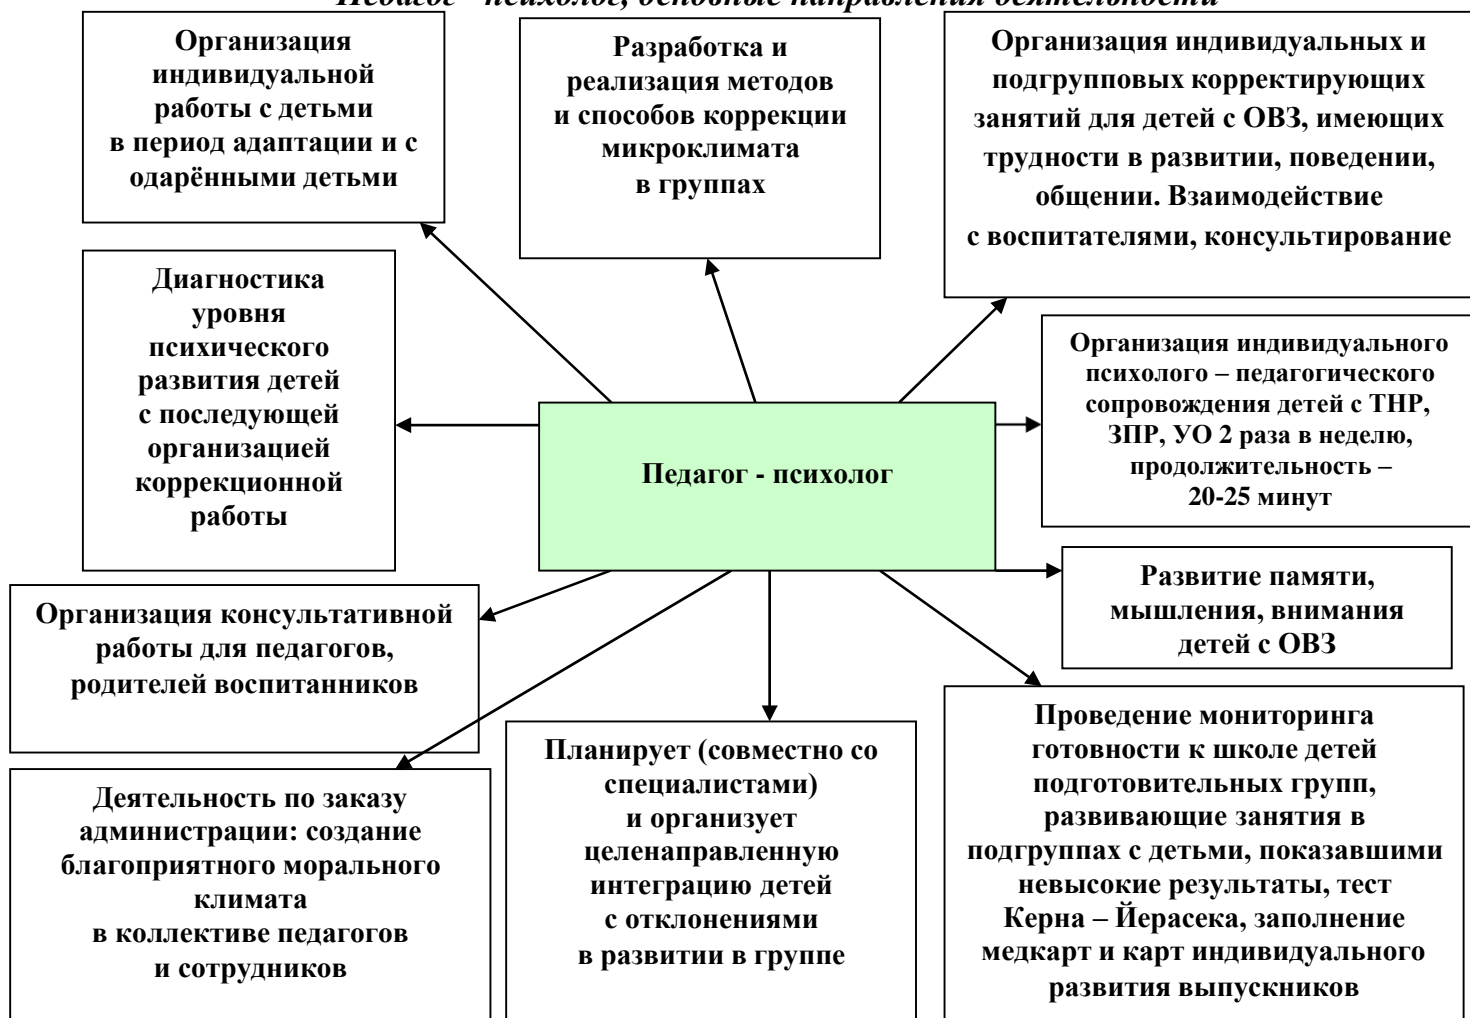 Педагог - психолог, основные направления деятельности
Организация
индивидуальной
работы с детьми
в период адаптации и с
одарёнными детьми
Разработка и
реализация методов
и способов коррекции
микроклимата
в группах
Организация индивидуальных и
подгрупповых корректирующих
занятий для детей с ОВЗ, имеющих
трудности в развитии, поведении,
общении. Взаимодействие
с воспитателями, консультирование
Диагностика
уровня
психического
развития детей
с последующей
организацией
коррекционной
работы
Организация индивидуального
психолого – педагогического
сопровождения детей с ТНР,
ЗПР, УО 2 раза в неделю,
продолжительность –
20-25 минут
Педагог - психолог
Развитие памяти,
мышления, внимания
детей с ОВЗ
Организация консультативной
работы для педагогов,
родителей воспитанников
Деятельность по заказу
администрации: создание
благоприятного морального
климата
в коллективе педагогов
и сотрудников
Планирует (совместно со
специалистами)
и организует
целенаправленную
интеграцию детей
с отклонениями
в развитии в группе
Проведение мониторинга
готовности к школе детей
подготовительных групп,
развивающие занятия в
подгруппах с детьми, показавшими
невысокие результаты, тест
Керна – Йерасека, заполнение
медкарт и карт индивидуального
развития выпускников